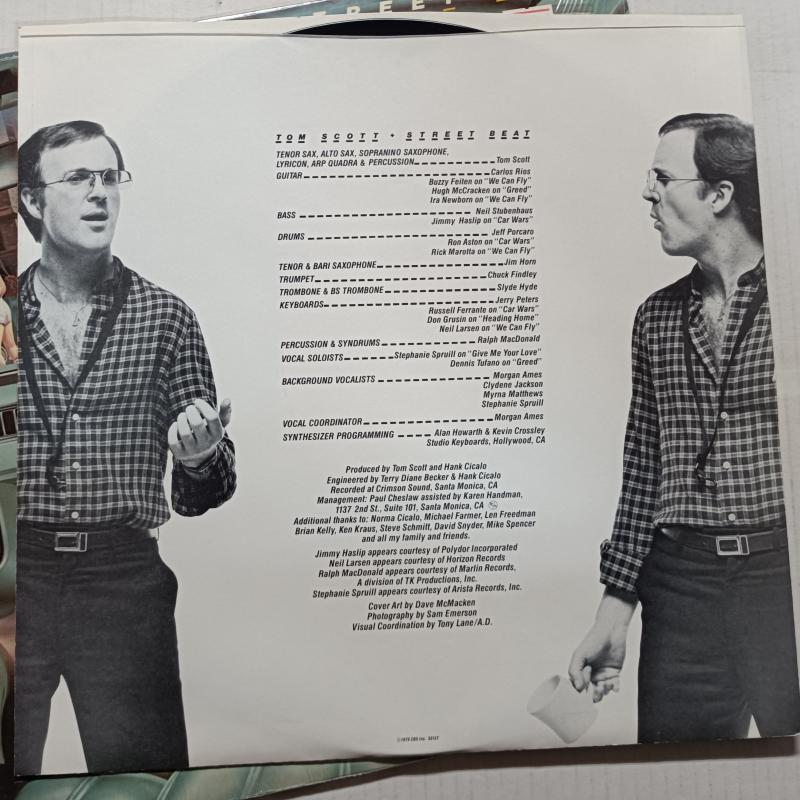 STREET
TOM SCOTT • STREET BEAT
TENOR SAX, ALTO SAX, SOPRANINO SAXOPHONE,
LYRICON, ARP QUADRA & PERCUSSION Tom Scott
GUITAR Carlos Rios
Buzzy Feiten on "We Can Fly"
Hugh McCracken on "Greed"
Ira Newborn on "We Can Fly"
BASS Neil Stubenhaus
Jimmy Haslip on "Car Wars"
DRUMS Jeff Porcaro
Ron Aston on "Car Wars"
Rick Marotta on "We Can Fly"
TENOR & BARI SAXOPHONE Jim Horn
TRUMPET Chuck Findley
TROMBONE & BS TROMBONE Slyde Hyde
KEYBOARDS Jerry Peters
Russell Ferrante on "Car Wars"
Don Grusin on "Heading Home"
Neil Larsen on "We Can Fly"
PERCUSSION & SYNDRUMS Ralph MacDonald
VOCAL SOLOISTS Stephanie Spruill on "Give Me Your Love"
Dennis Tufano on "Greed"
BACKGROUND VOCALISTS Morgan Ames
Clydene Jackson
Myrna Matthews
Stephanie Spruill
VOCAL COORDINATOR Morgan Ames
SYNTHESIZER PROGRAMMING Alan Howarth & Kevin Crossley
Studio Keyboards, Hollywood, CA
Produced by Tom Scott and Hank Cicalo
Engineered by Terry Diane Becker & Hank Cicalo
Recorded at Crimson Sound, Santa Monica, CA
Management: Paul Cheslaw assisted by Karen Handman,
1137 2nd St., Suite 101, Santa Monica, CA
Additional thanks to: Norma Cicalo, Michael Farmer, Len Freedman
Brian Kelly, Ken Kraus, Steve Schmitt, David Snyder, Mike Spencer
and all my family and friends.
Jimmy Haslip appears courtesy of Polydor Incorporated
Neil Larsen appears courtesy of Horizon Records
Ralph MacDonald appears courtesy of Marlin Records,
A division of TK Productions, Inc.
Stephanie Spruill appears courtesy of Arista Records, Inc.
Cover Art by Dave McMacken
Photography by Sam Emerson
Visual Coordination by Tony Lane/A.D.
1979 CBS Inc.